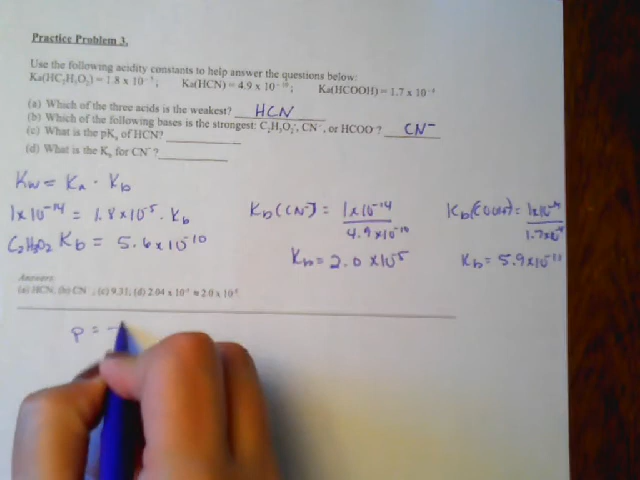 Practice Problem 3.
Use the following acidity constants to help answer the questions below:
Ka(HC₂H₃O₂) = 1.8 x 10⁻⁵; Ka(HCN) = 4.9 x 10⁻¹⁰; Ka(HCOOH) = 1.7 x 10⁻⁴
(a) Which of the three acids is the weakest? HCN
(b) Which of the following bases is the strongest: C₂H₃O₂⁻, CN⁻, or HCOO⁻? CN⁻
(c) What is the pKₐ of HCN?
(d) What is the K_b for CN⁻?
Kw = Ka · Kb
1x10⁻¹⁴ = 1.8x10⁻⁵ · Kb
C₂H₃O₂ Kb = 5.6x10⁻¹⁰
Kb(CN⁻) = 1x10⁻¹⁴
4.9x10⁻¹⁰
Kb = 2.0x10⁻⁵
1x10⁻¹⁴
1.7x10⁻⁴
Kb = 5.9x10⁻¹¹
Answers
(a) HCN, (b) CN⁻, (c) 9.31, (d) 2.04 x 10⁻⁵ ≈ 2.0 x 10⁻⁵
p = -